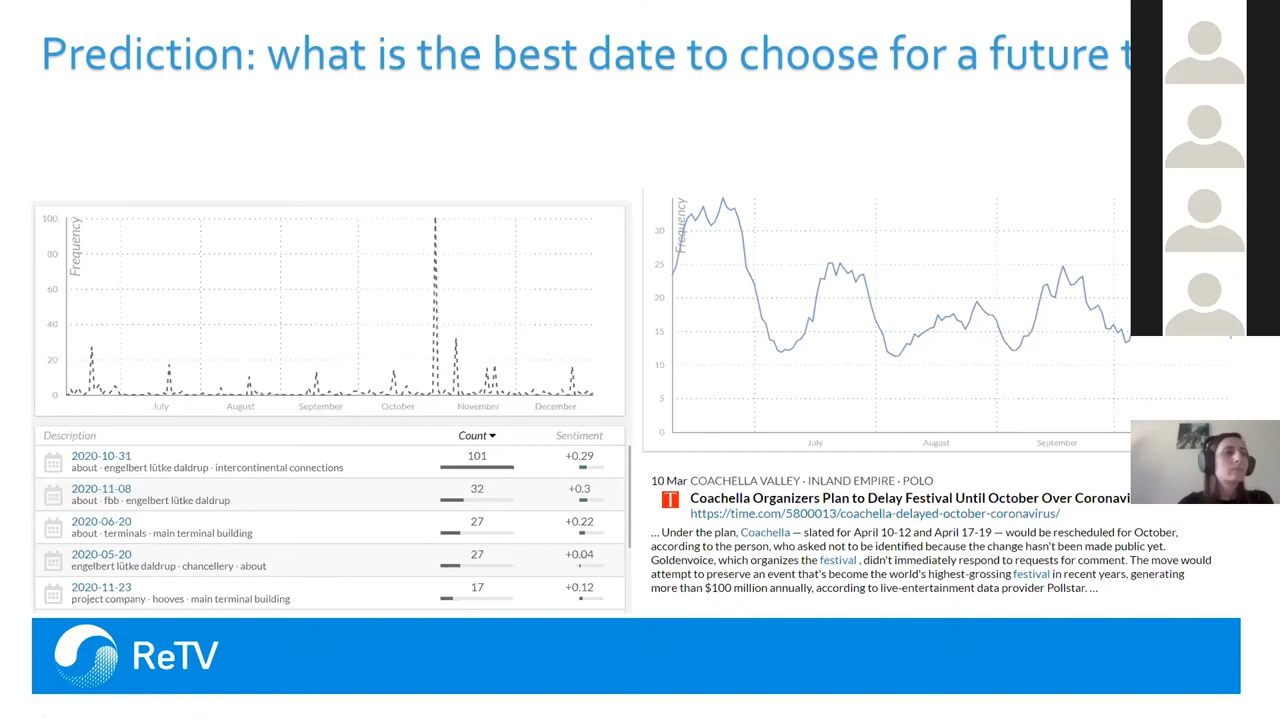 Prediction: what is the best date to choose for a future t
Frequency
100
80
60
40
20
0
July
August
September
October
November
December
Description
Count
Sentiment
2020-10-31
101
+0.29
about · engelbert lütke daldrup · intercontinental connections
2020-11-08
32
+0.3
about · fbb · engelbert lütke daldrup
2020-06-20
27
+0.22
about · terminals · main terminal building
2020-05-20
27
+0.04
engelbert lütke daldrup · chancellery · about
2020-11-23
17
+0.12
project company · hooves · main terminal building
Frequency
30
25
20
15
10
5
0
July
August
September
10 Mar COACHELLA VALLEY · INLAND EMPIRE · POLO
T
Coachella Organizers Plan to Delay Festival Until October Over Coronavi
https://time.com/5800013/coachella-delayed-october-coronavirus/
... Under the plan, Coachella — slated for April 10-12 and April 17-19 — would be rescheduled for October,
according to the person, who asked not to be identified because the change hasn't been made public yet.
Goldenvoice, which organizes the festival , didn't immediately respond to requests for comment. The move would
attempt to preserve an event that's become the world's highest-grossing festival in recent years, generating
more than $100 million annually, according to live-entertainment data provider Pollstar. ...
ReTV